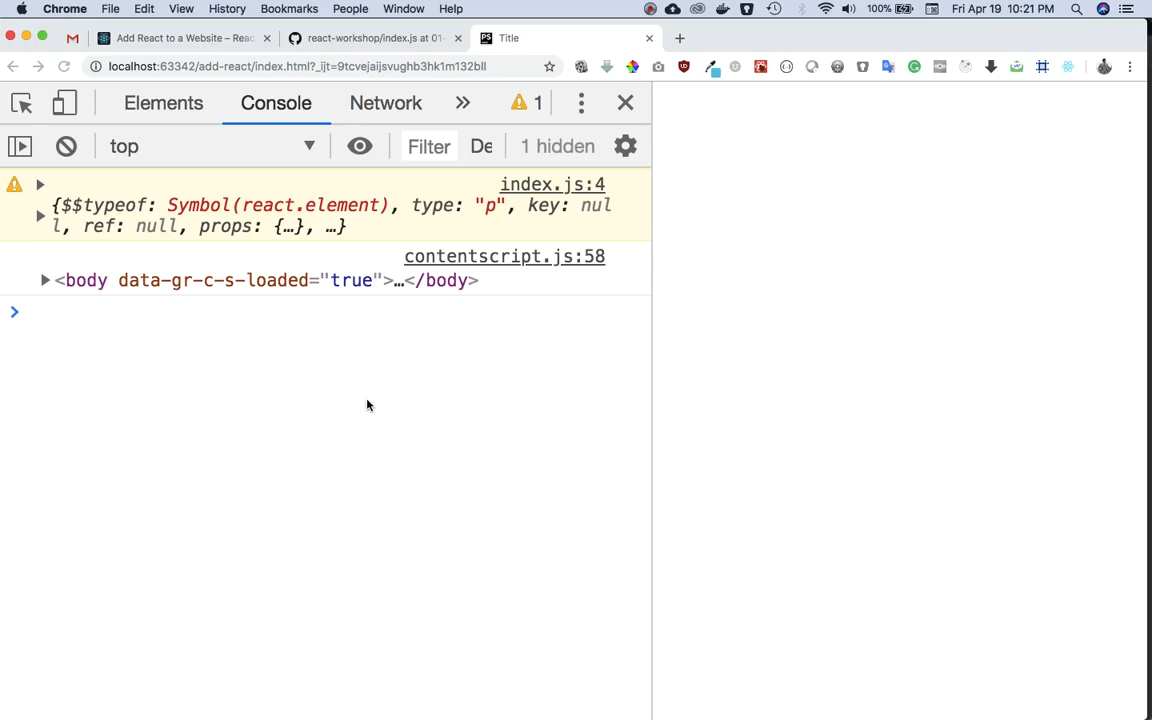 Chrome File Edit View History Bookmarks People Window Help 100% Fri Apr 19 10:21 PM
Add React to a Website – Reac react-workshop/index.js at 01- Title
localhost:63342/add-react/index.html?_ijt=9tcvejaijsvughb3hk1m132bll
Elements Console Network » 1
top Filter De 1 hidden
index.js:4
{$$typeof: Symbol(react.element), type: "p", key: nul
l, ref: null, props: {…}, …}
contentscript.js:58
<body data-gr-c-s-loaded="true">…</body>